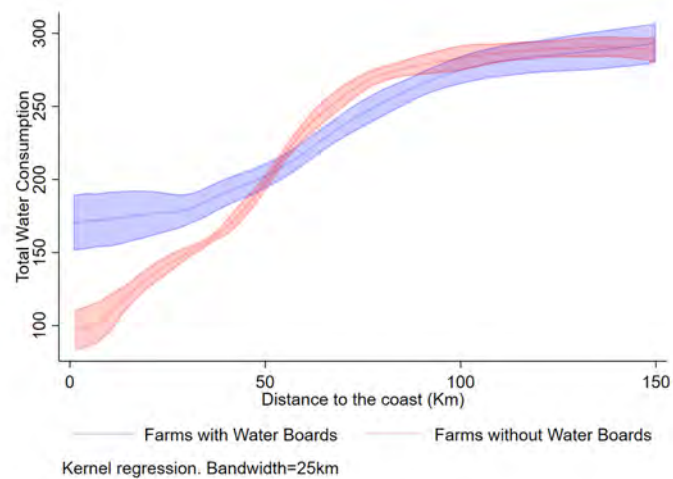 300
250
200
150
100
Total Water Consumption
0
50
100
150
Distance to the coast (Km)
Farms with Water Boards
Farms without Water Boards
Kernel regression. Bandwidth=25km